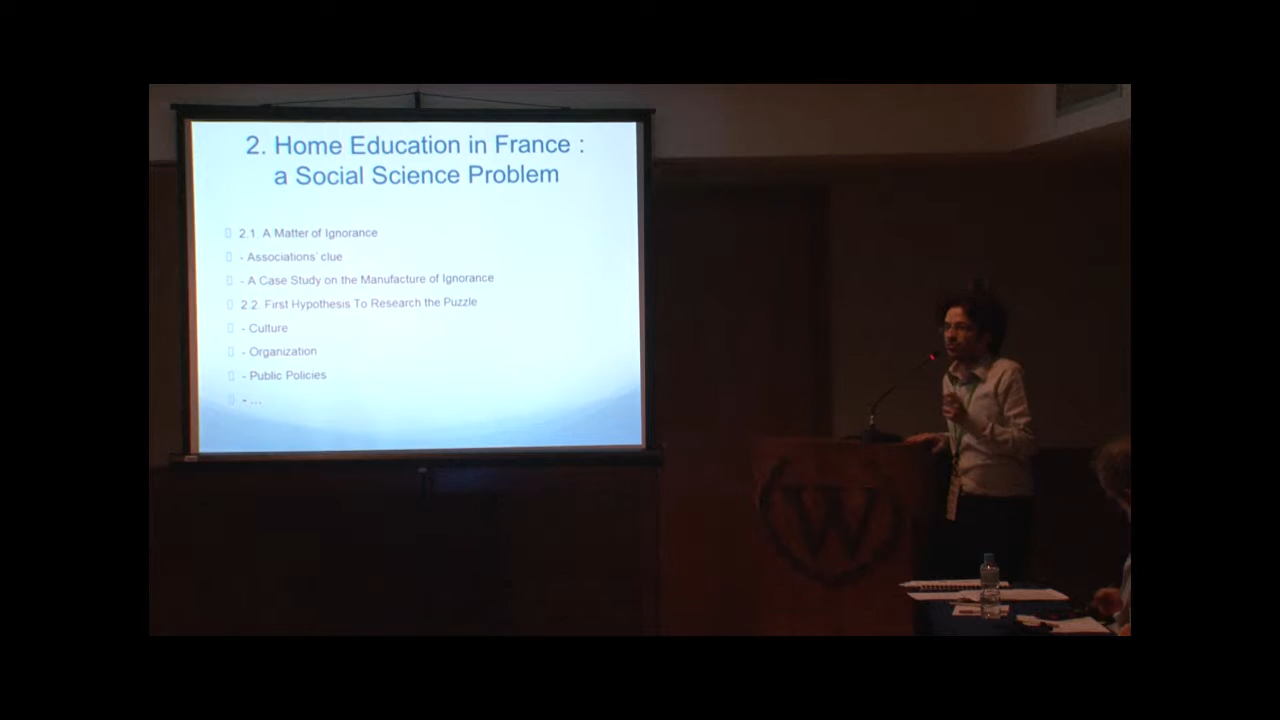 2. Home Education in France :
a Social Science Problem
2.1. A Matter of Ignorance
- Associations' clue
- A Case Study on the Manufacture of Ignorance
2.2. First Hypothesis To Research the Puzzle
- Culture
- Organization
- Public Policies
- ...
W